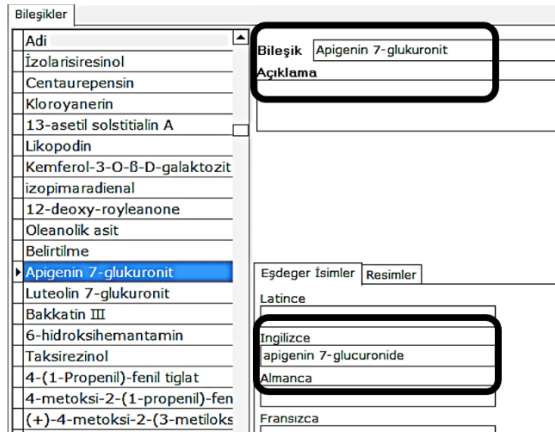 Bileşikler
Adi
İzolarisiresinol
Centaurepensin
Kloroyanerin
13-asetil solstitialin A
Likopodin
Kemferol-3-O-ß-D-galaktozit
izopimaradienal
12-deoxy-royleanone
Oleanolik asit
Belirtilme
Apigenin 7-glukuronit
Luteolin 7-glukuronit
Bakkatin III
6-hidroksihemantamin
Taksirezinol
4-(1-Propenil)-fenil tiglat
4-metoksi-2-(1-propenil)-fen
(+)-4-metoksi-2-(3-metiloks
Bileşik Apigenin 7-glukuronit
Açıklama
Eşdeger İsimler Resimler
Latince
Ingilizce
apigenin 7-glucuronide
Almanca
Fransızca